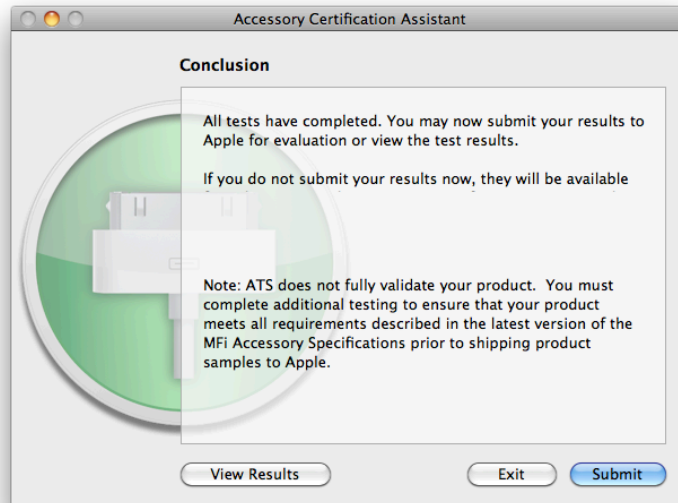 Accessory Certification Assistant
Conclusion
All tests have completed. You may now submit your results to
Apple for evaluation or view the test results.
If you do not submit your results now, they will be available
Note: ATS does not fully validate your product.  You must
complete additional testing to ensure that your product
meets all requirements described in the latest version of the
MFi Accessory Specifications prior to shipping product
samples to Apple.
View Results
Exit
Submit